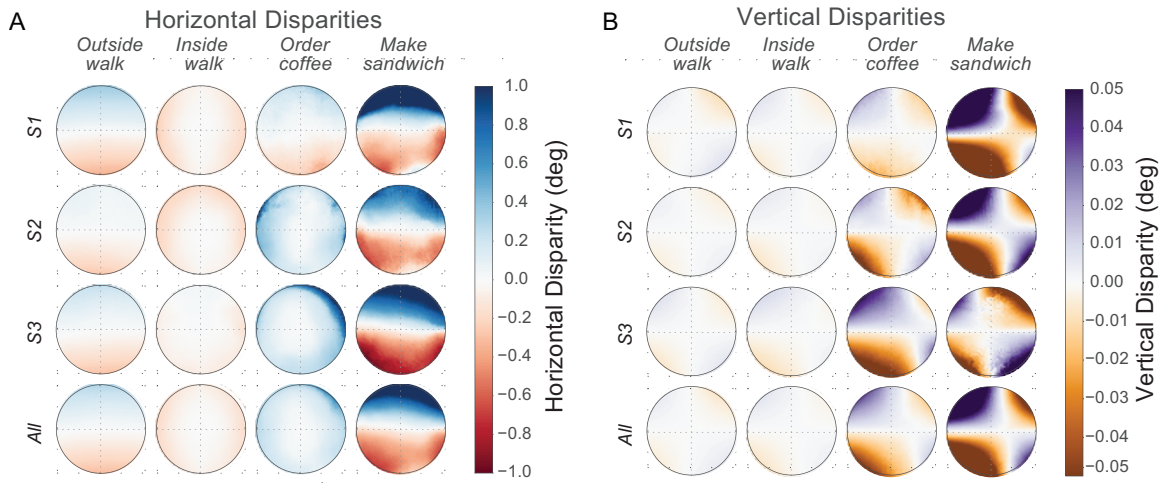 A
Horizontal Disparities
Outside walk
Inside walk
Order coffee
Make sandwich
S1
S2
S3
All
1.0
0.8
0.6
0.4
0.2
0.0
−0.2
−0.4
−0.6
−0.8
−1.0
Horizontal Disparity (deg)
B
Vertical Disparities
Outside walk
Inside walk
Order coffee
Make sandwich
S1
S2
S3
All
0.05
0.04
0.03
0.02
0.01
0.00
−0.01
−0.02
−0.03
−0.04
−0.05
Vertical Disparity (deg)